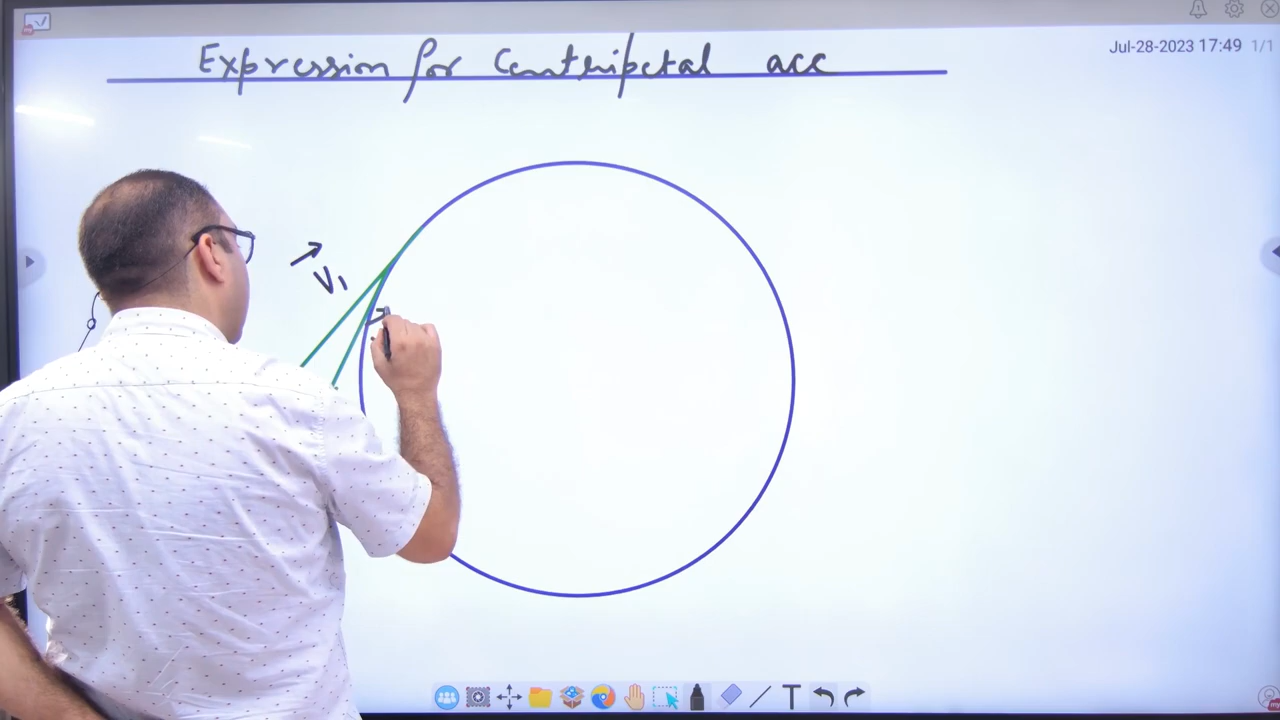 Expression for Centripetal acc
Jul-28-2023 17:49 1/1
V₁
T